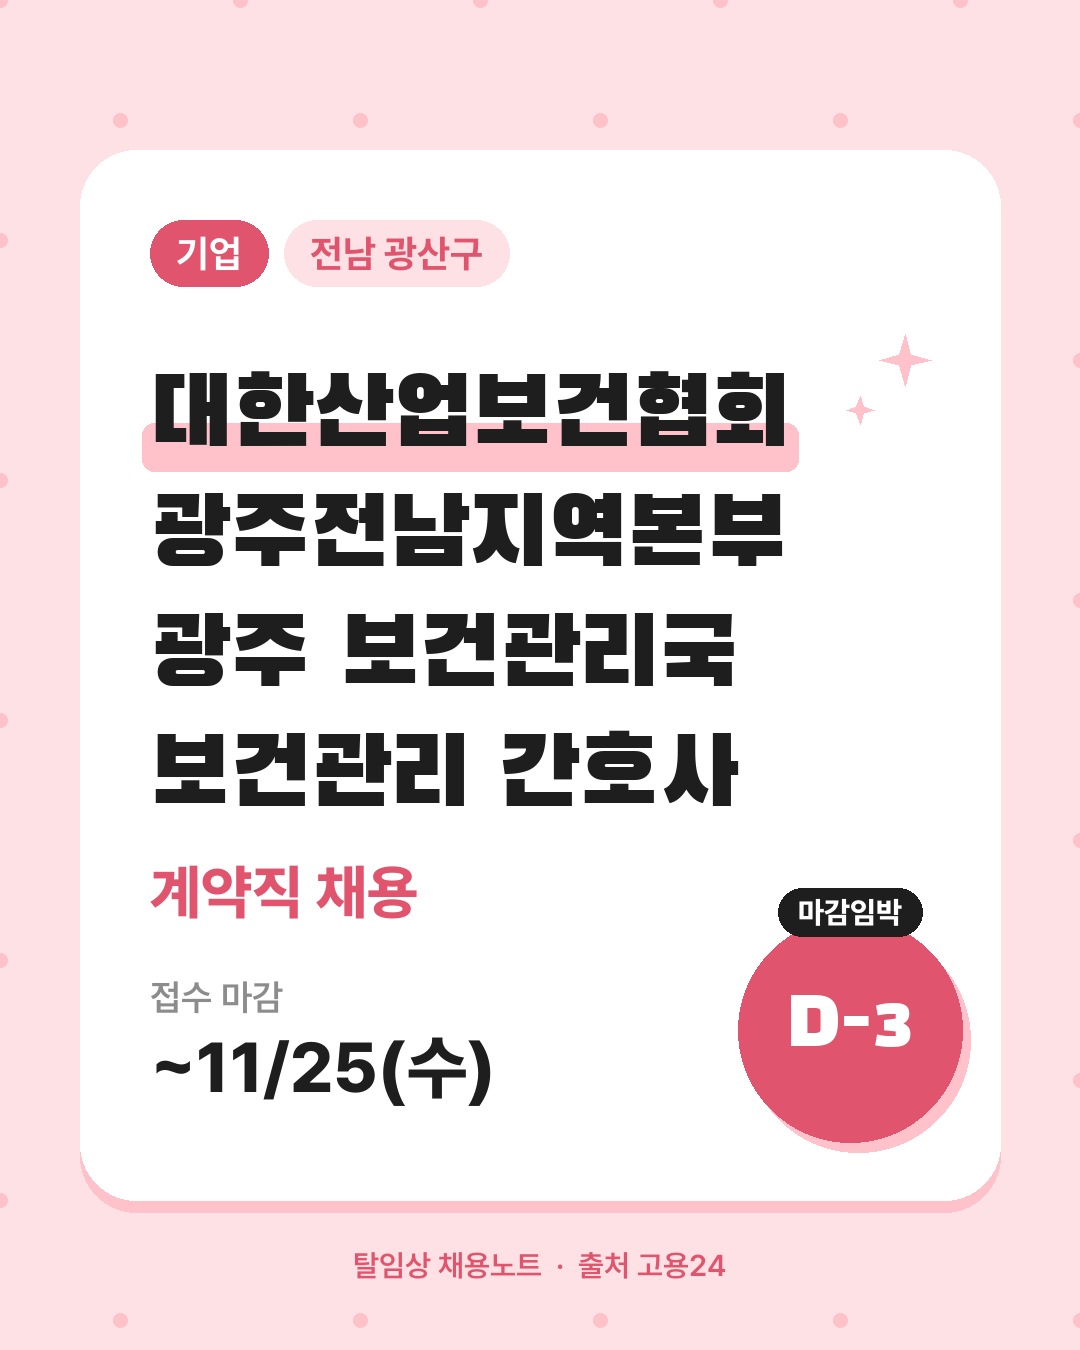 기업
전남 광산구
대한산업보건협회
광주전남지역본부
광주 보건관리국
보건관리 간호사
계약직 채용
접수 마감
~11/25(수)
마감임박
D-3
탈임상 채용노트 · 출처 고용24